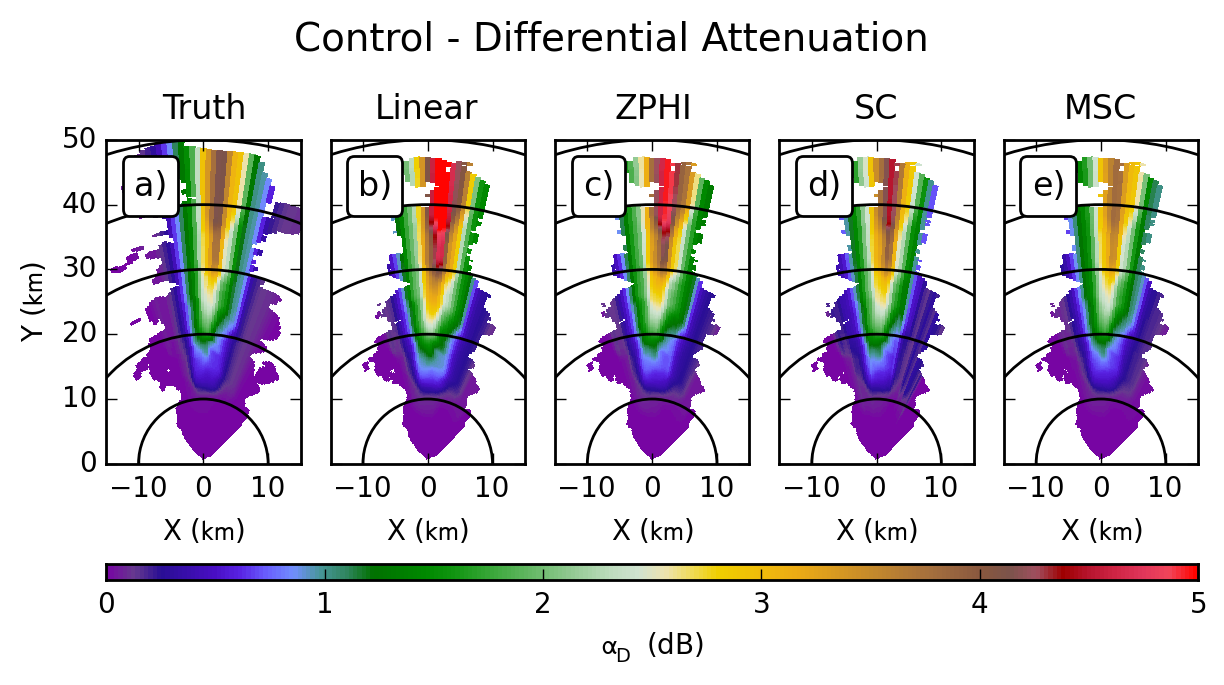 Control - Differential Attenuation
Truth Linear ZPHI SC MSC
a) b) c) d) e)
50
40
30
20
10
0
Y (km)
−10 0 10 −10 0 10 −10 0 10 −10 0 10 −10 0 10
X (km) X (km) X (km) X (km) X (km)
0 1 2 3 4 5
αD (dB)